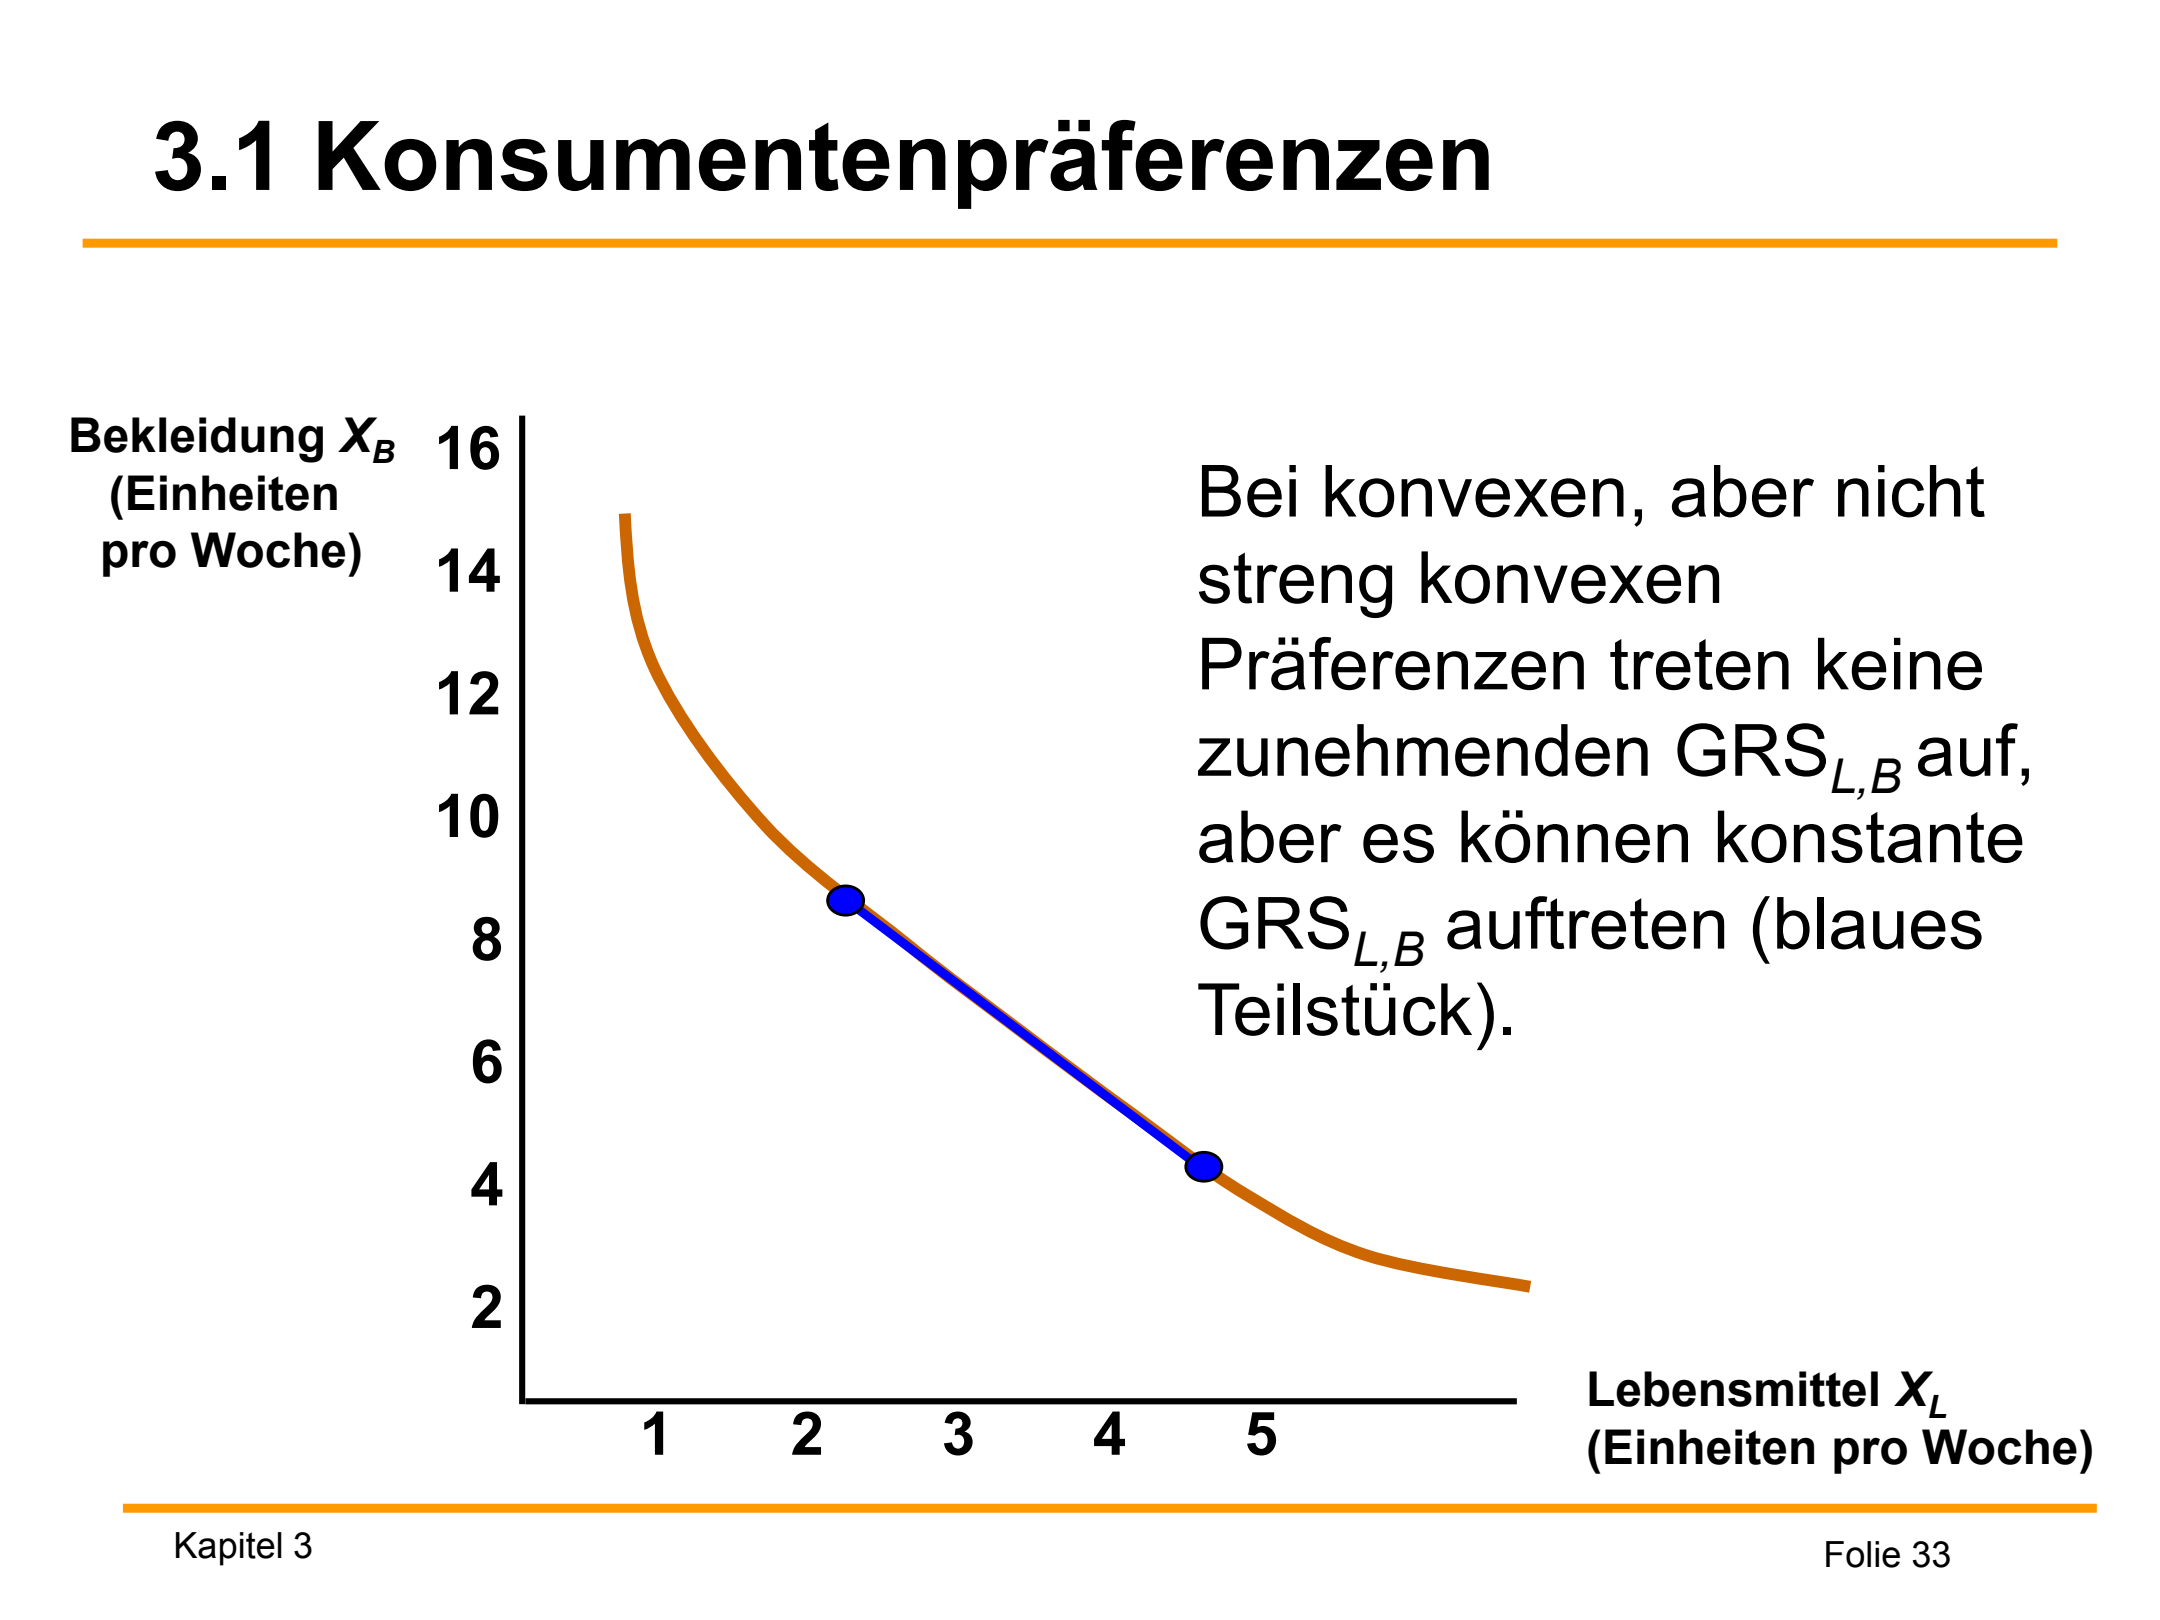 3.1 Konsumentenpräferenzen
Bekleidung X_B
(Einheiten
pro Woche)
16
14
12
10
8
6
4
2
Bei konvexen, aber nicht
streng konvexen
Präferenzen treten keine
zunehmenden GRS_L,B auf,
aber es können konstante
GRS_L,B auftreten (blaues
Teilstück).
1 2 3 4 5
Lebensmittel X_L
(Einheiten pro Woche)
Kapitel 3
Folie 33